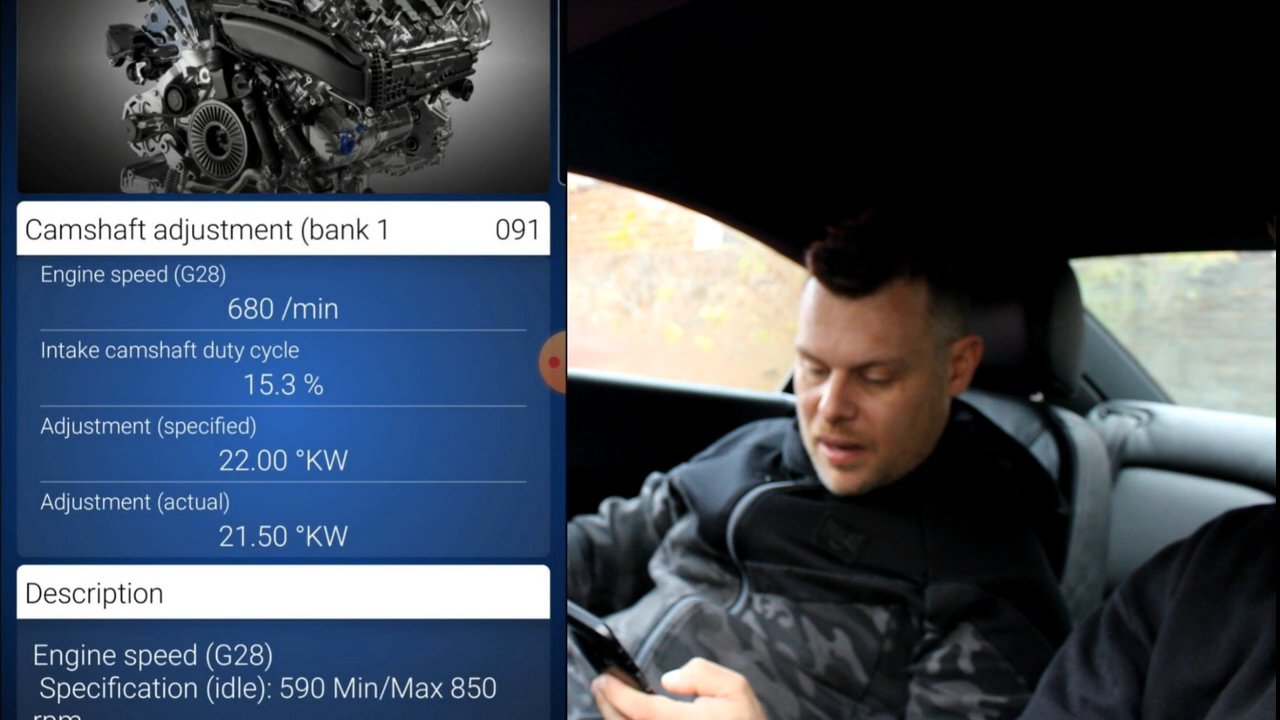 Camshaft adjustment (bank 1 091
Engine speed (G28)
680 /min
Intake camshaft duty cycle
15.3 %
Adjustment (specified)
22.00 °KW
Adjustment (actual)
21.50 °KW
Description
Engine speed (G28)
Specification (idle): 590 Min/Max 850
rpm